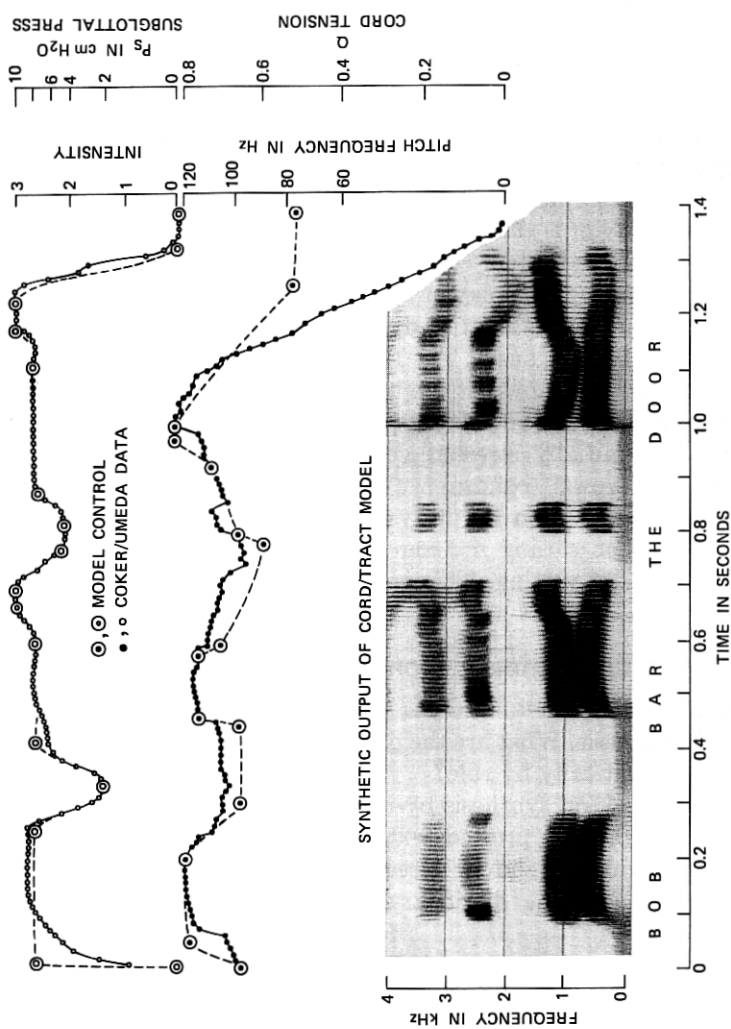 SUBGLOTTAL PRESS
Ps IN cm H2O
10 6 4 2 0
INTENSITY
3 2 1 0
CORD TENSION
Q
0.8 0.6 0.4 0.2 0
PITCH FREQUENCY IN Hz
120 100 80 60 0
⊙,⊙ MODEL CONTROL
•,∘ COKER/UMEDA DATA
SYNTHETIC OUTPUT OF CORD/TRACT MODEL
FREQUENCY IN kHz
4
3
2
1
0
B O B B A R THE D O O R
0 0.2 0.4 0.6 0.8 1.0 1.2 1.4
TIME IN SECONDS